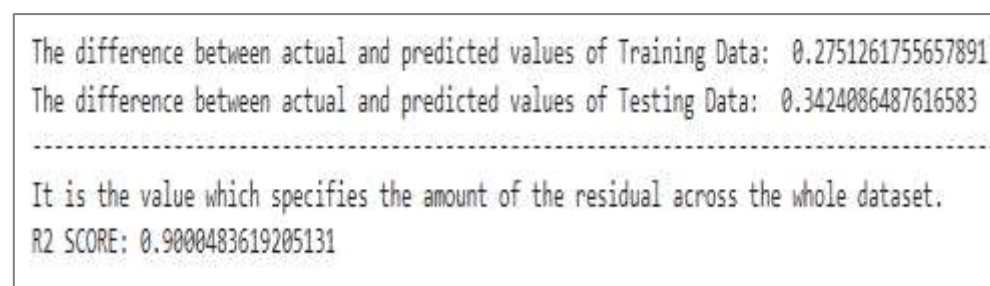 The difference between actual and predicted values of Training Data: 0.2751261755657891
The difference between actual and predicted values of Testing Data: 0.3424086487616583
--------------------------------------------------------------------------------
It is the value which specifies the amount of the residual across the whole dataset.
R2 SCORE: 0.9000483619205131